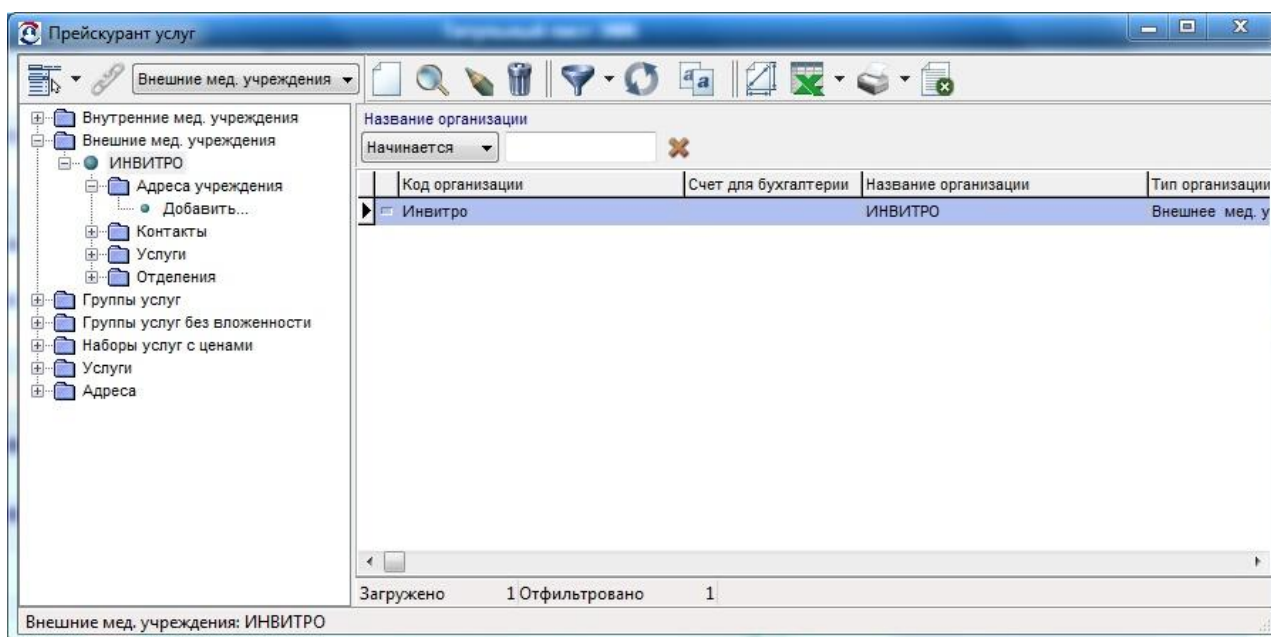 Прейскурант услуг
Внешние мед. учреждения
Внутренние мед. учреждения
Внешние мед. учреждения
ИНВИТРО
Адреса учреждения
Добавить...
Контакты
Услуги
Отделения
Группы услуг
Группы услуг без вложенности
Наборы услуг с ценами
Услуги
Адреса
Название организации
Начинается
Код организации Счет для бухгалтерии Название организации Тип организации
Инвитро ИНВИТРО Внешнее мед. у
Загружено 1 Отфильтровано 1
Внешние мед. учреждения: ИНВИТРО